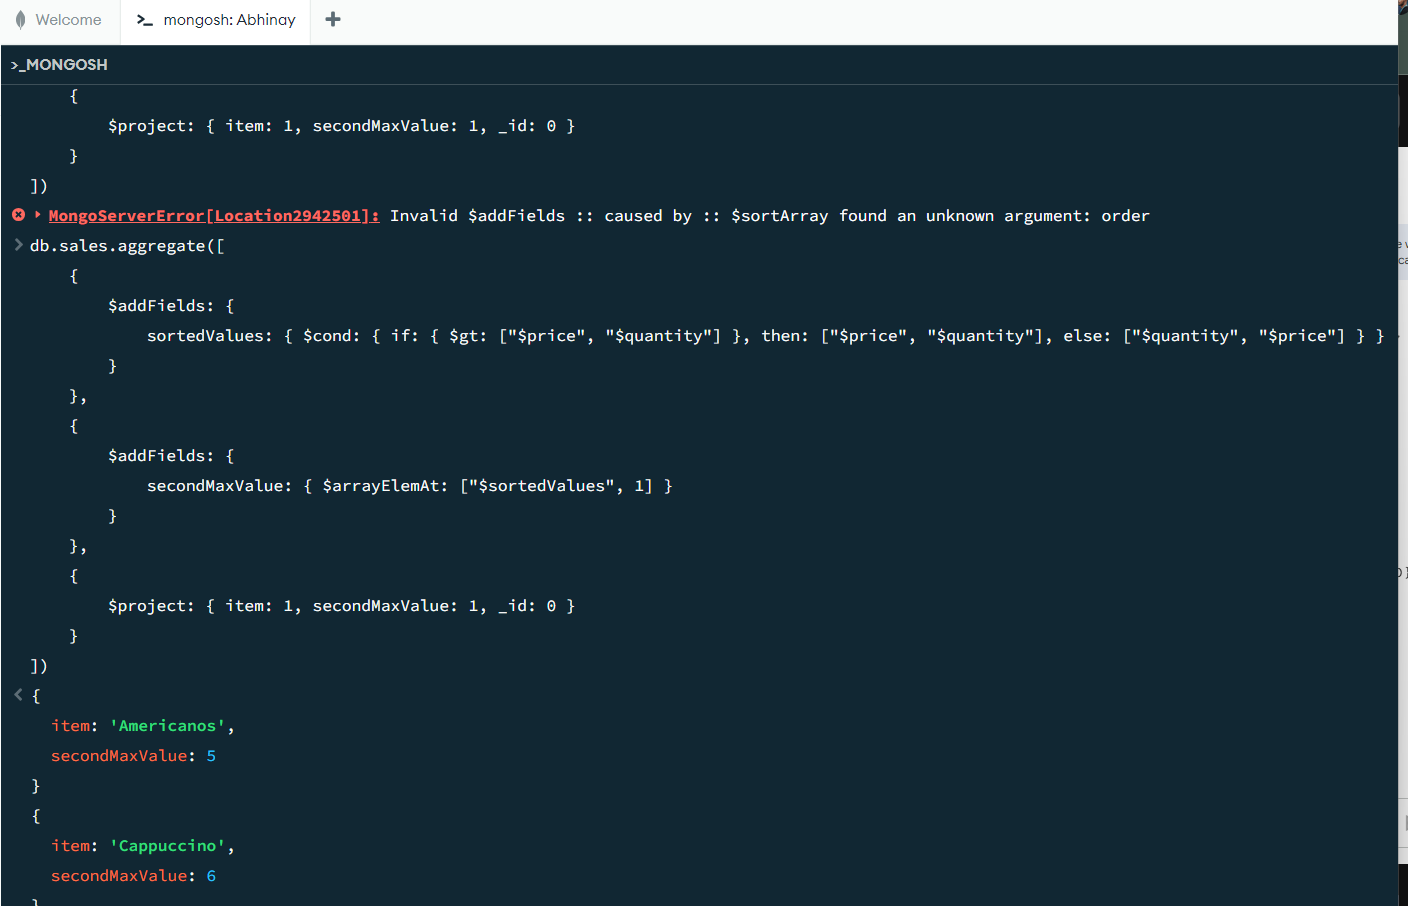 Welcome
>_ mongosh: Abhinay +
>_MONGOSH
{
$project: { item: 1, secondMaxValue: 1, _id: 0 }
}
])
MongoServerError[Location2942501]: Invalid $addFields :: caused by :: $sortArray found an unknown argument: order
> db.sales.aggregate([
{
$addFields: {
sortedValues: { $cond: { if: { $gt: ["$price", "$quantity"] }, then: ["$price", "$quantity"], else: ["$quantity", "$price"] } }
}
},
{
$addFields: {
secondMaxValue: { $arrayElemAt: ["$sortedValues", 1] }
}
},
{
$project: { item: 1, secondMaxValue: 1, _id: 0 }
}
])
< {
item: 'Americanos',
secondMaxValue: 5
}
{
item: 'Cappuccino',
secondMaxValue: 6
}